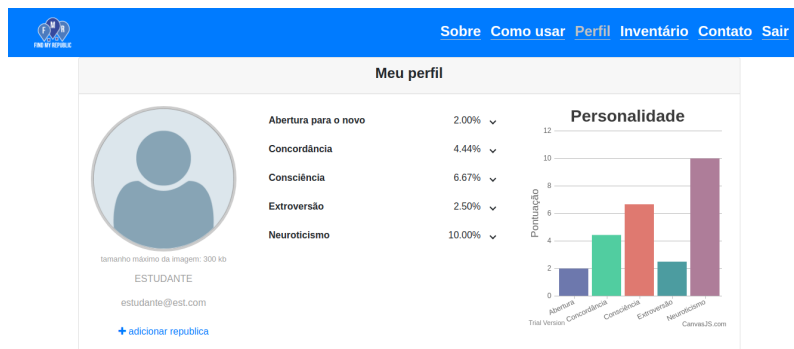 F M R
FIND MY REPUBLIC
Sobre Como usar Perfil Inventário Contato Sair
Meu perfil
tamanho máximo da imagem: 300 kb
ESTUDANTE
estudante@est.com
+ adicionar republica
Abertura para o novo 2.00%
Concordância 4.44%
Consciência 6.67%
Extroversão 2.50%
Neuroticismo 10.00%
Personalidade
Pontuação
12
10
8
6
4
2
0
Abertura
Concordância
Consciência
Extroversão
Neuroticismo
Trial Version
CanvasJS.com